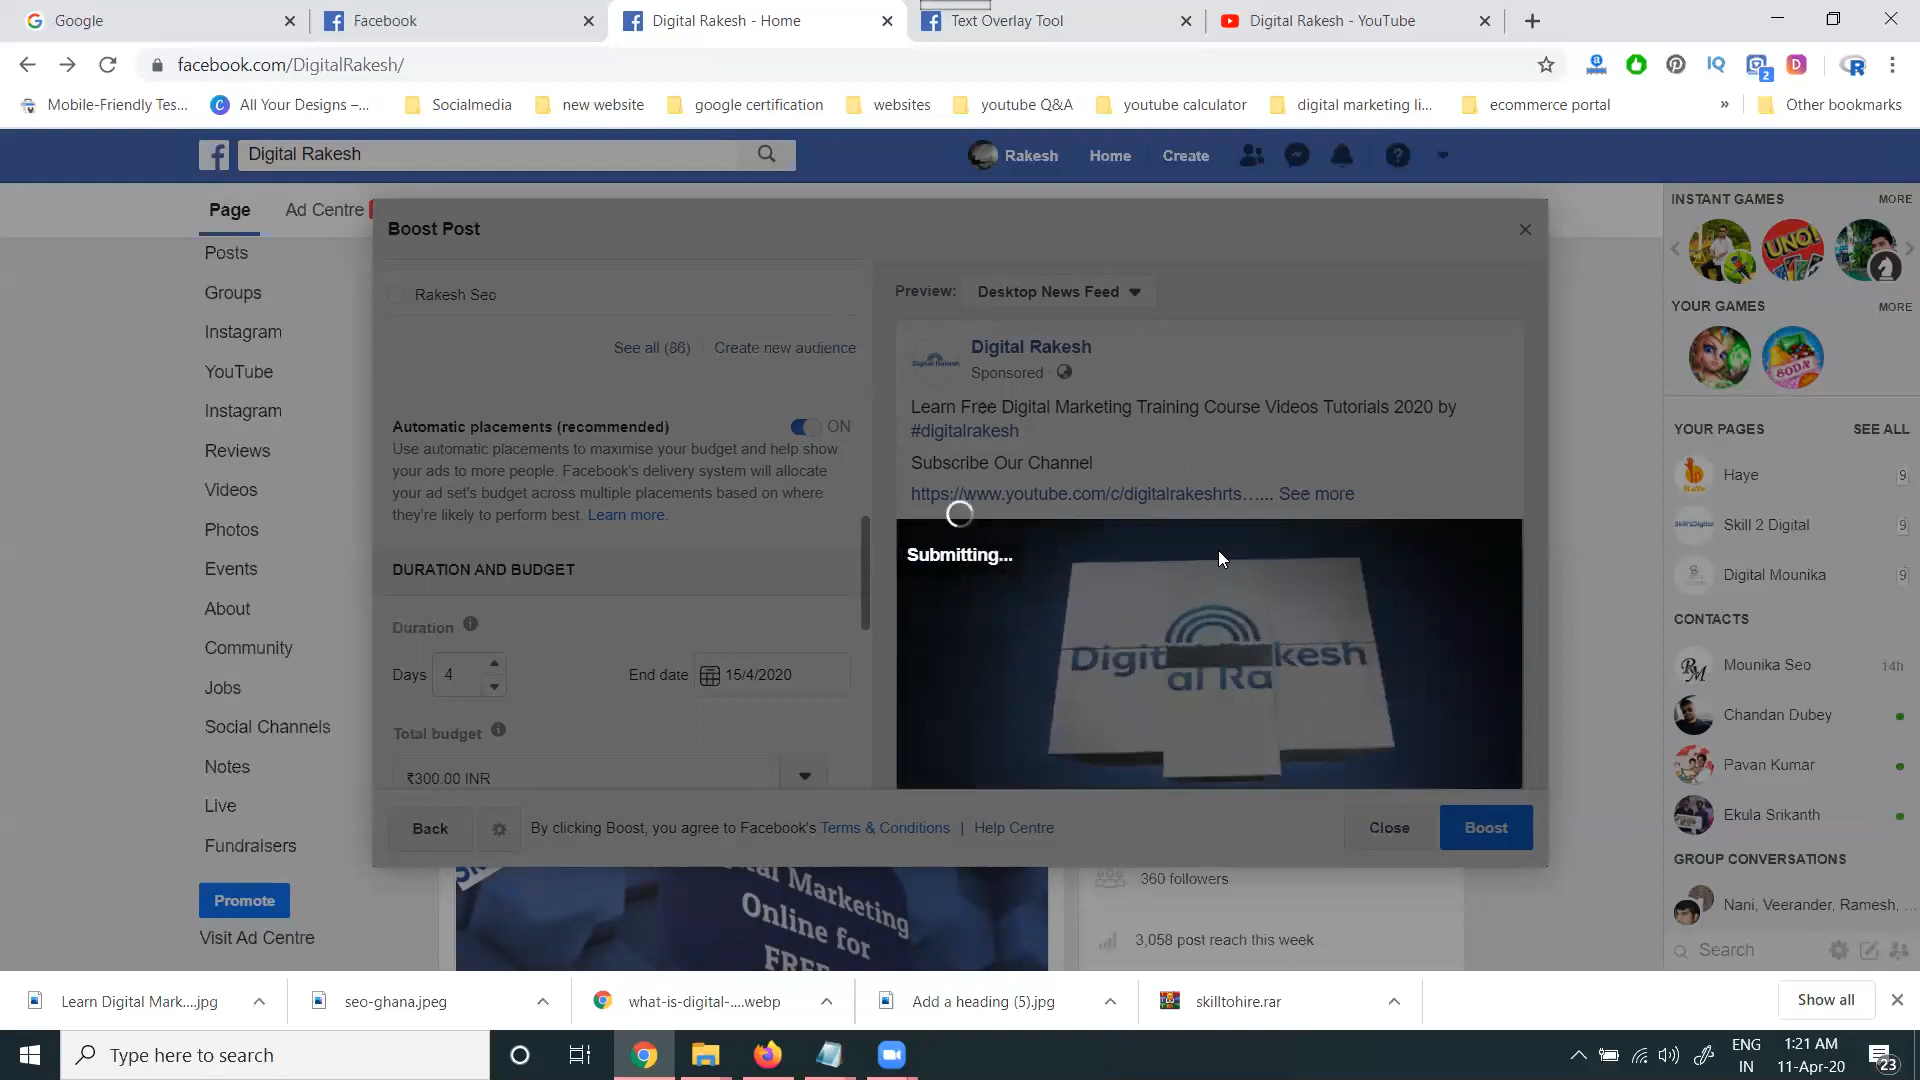 Google
Facebook
Digital Rakesh - Home
Text Overlay Tool
Digital Rakesh - YouTube
facebook.com/DigitalRakesh/
IQ
2
D
R
Mobile-Friendly Tes...
All Your Designs –...
Socialmedia
new website
google certification
websites
youtube Q&A
youtube calculator
digital marketing li...
ecommerce portal
»
Other bookmarks
Digital Rakesh
Rakesh
Home
Create
Page
Ad Centre
Posts
Groups
Instagram
YouTube
Instagram
Reviews
Videos
Photos
Events
About
Community
Jobs
Social Channels
Notes
Live
Fundraisers
Promote
Visit Ad Centre
Boost Post
Rakesh Seo
See all (86)
Create new audience
Automatic placements (recommended)
ON
Use automatic placements to maximise your budget and help show
your ads to more people. Facebook's delivery system will allocate
your ad set's budget across multiple placements based on where
they're likely to perform best. Learn more.
DURATION AND BUDGET
Duration
Days 4
End date 15/4/2020
Total budget
₹300.00 INR
Preview: Desktop News Feed
Digital Rakesh
Sponsored ·
Learn Free Digital Marketing Training Course Videos Tutorials 2020 by
#digitalrakesh
Subscribe Our Channel
https://www.youtube.com/c/digitalrakeshrts…... See more
Submitting...
Digit kesh
al Ra
Back
By clicking Boost, you agree to Facebook's Terms & Conditions | Help Centre
Close
Boost
Marketing
Online for
FREE
360 followers
3,058 post reach this week
INSTANT GAMES
MORE
UNO!
YOUR GAMES
MORE
SODA
YOUR PAGES
SEE ALL
Haye
9
Skill 2 Digital
9
Digital Mounika
9
CONTACTS
Mounika Seo
14h
Chandan Dubey
Pavan Kumar
Ekula Srikanth
GROUP CONVERSATIONS
Nani, Veerander, Ramesh, ...
Search
Learn Digital Mark....jpg
seo-ghana.jpeg
what-is-digital-....webp
Add a heading (5).jpg
skilltohire.rar
Show all
Type here to search
ENG
IN
1:21 AM
11-Apr-20
23